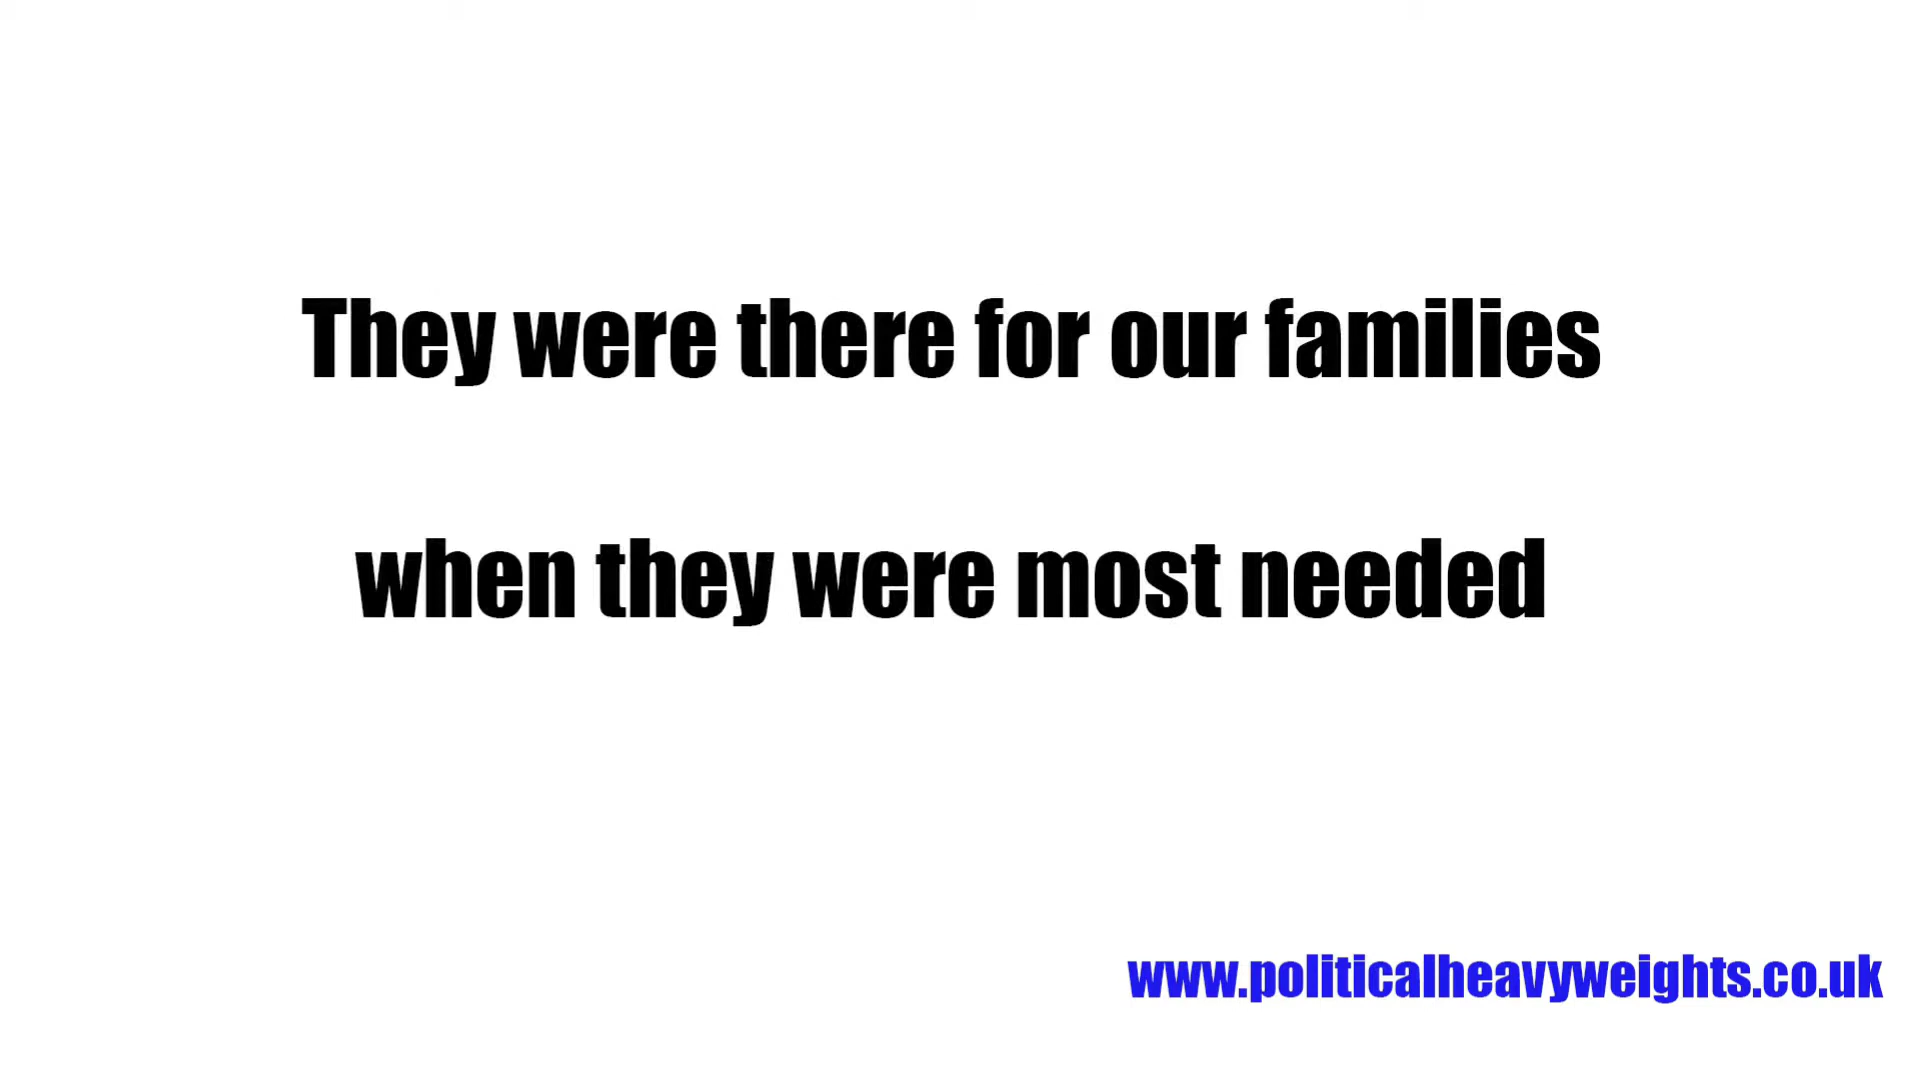 They were there for our families
when they were most needed
www.politicalheavyweights.co.uk